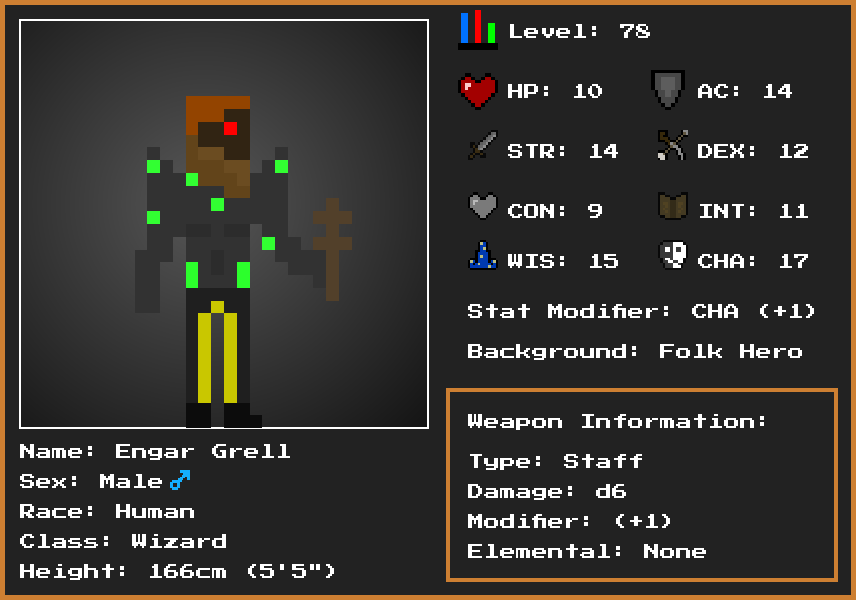 Level: 78
HP: 10 AC: 14
STR: 14 DEX: 12
CON: 9 INT: 11
WIS: 15 CHA: 17
Stat Modifier: CHA (+1)
Background: Folk Hero
Weapon Information:
Type: Staff
Damage: d6
Modifier: (+1)
Elemental: None
Name: Engar Grell
Sex: Male ♂
Race: Human
Class: Wizard
Height: 166cm (5'5")